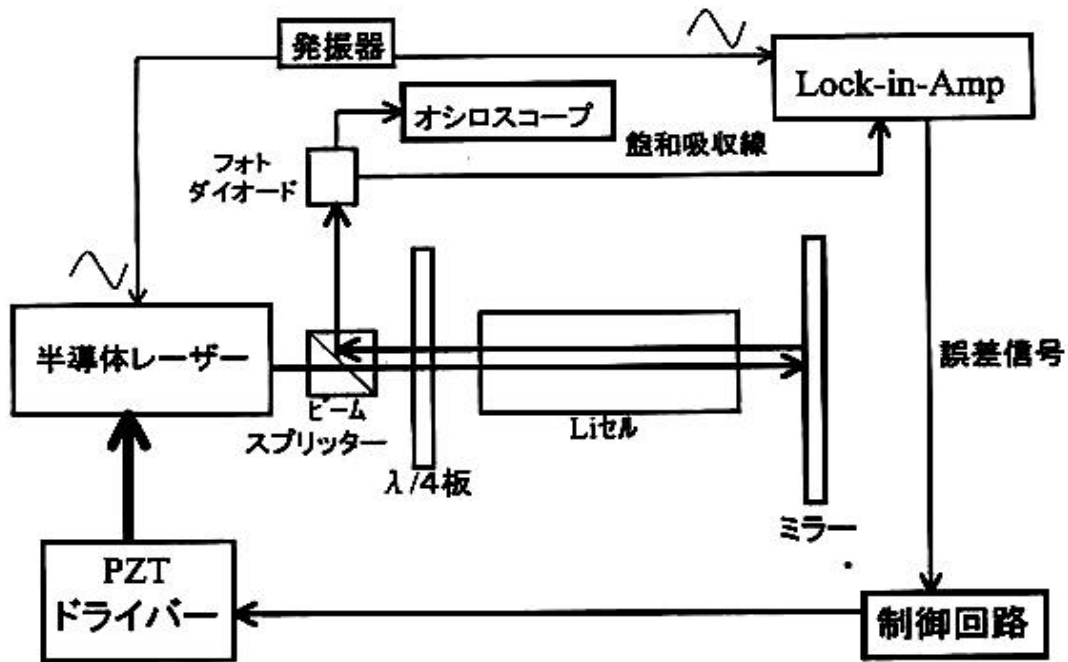 発振器
Lock-in-Amp
オシロスコープ
飽和吸収線
フォト
ダイオード
半導体レーザー
ビーム
スプリッター
λ/4板
Liセル
ミラー
誤差信号
PZT
ドライバー
制御回路